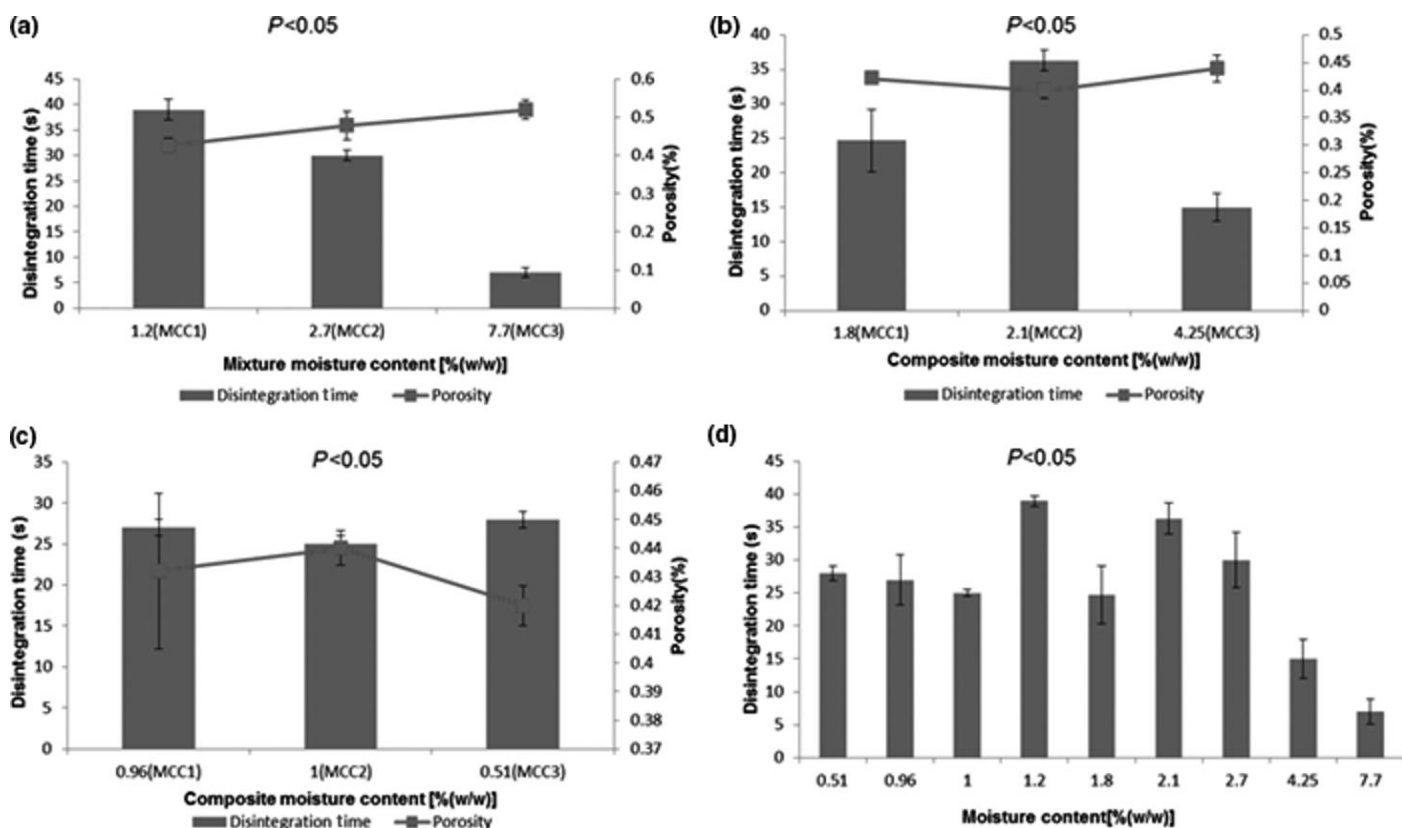 (a)
P<0.05
45
40
35
30
25
20
15
10
5
0
Disintegration time (s)
0.6
0.5
0.4
0.3
0.2
0.1
0
Porosity(%)
1.2(MCC1) 2.7(MCC2) 7.7(MCC3)
Mixture moisture content [%(w/w)]
Disintegration time Porosity
(b)
P<0.05
40
35
30
25
20
15
10
5
0
Disintegration time (s)
0.5
0.45
0.4
0.35
0.3
0.25
0.2
0.15
0.1
0.05
0
Porosity(%)
1.8(MCC1) 2.1(MCC2) 4.25(MCC3)
Composite moisture content [%(w/w)]
Disintegration time Porosity
(c)
P<0.05
35
30
25
20
15
10
5
0
Disintegration time (s)
0.47
0.46
0.45
0.44
0.43
0.42
0.41
0.4
0.39
0.38
0.37
Porosity(%)
0.96(MCC1) 1(MCC2) 0.51(MCC3)
Composite moisture content [%(w/w)]
Disintegration time Porosity
(d)
P<0.05
45
40
35
30
25
20
15
10
5
0
Disintegration time (s)
0.51 0.96 1 1.2 1.8 2.1 2.7 4.25 7.7
Moisture content[%(w/w)]